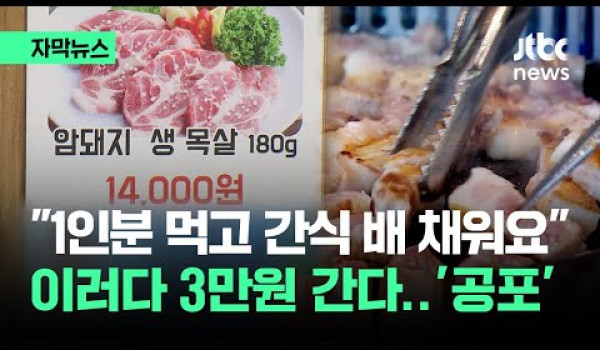 자막뉴스
jtbc
news
암돼지 생 목살 180g
14,000원
"1인분 먹고 간식 배 채워요"
이러다 3만원 간다..'공포'